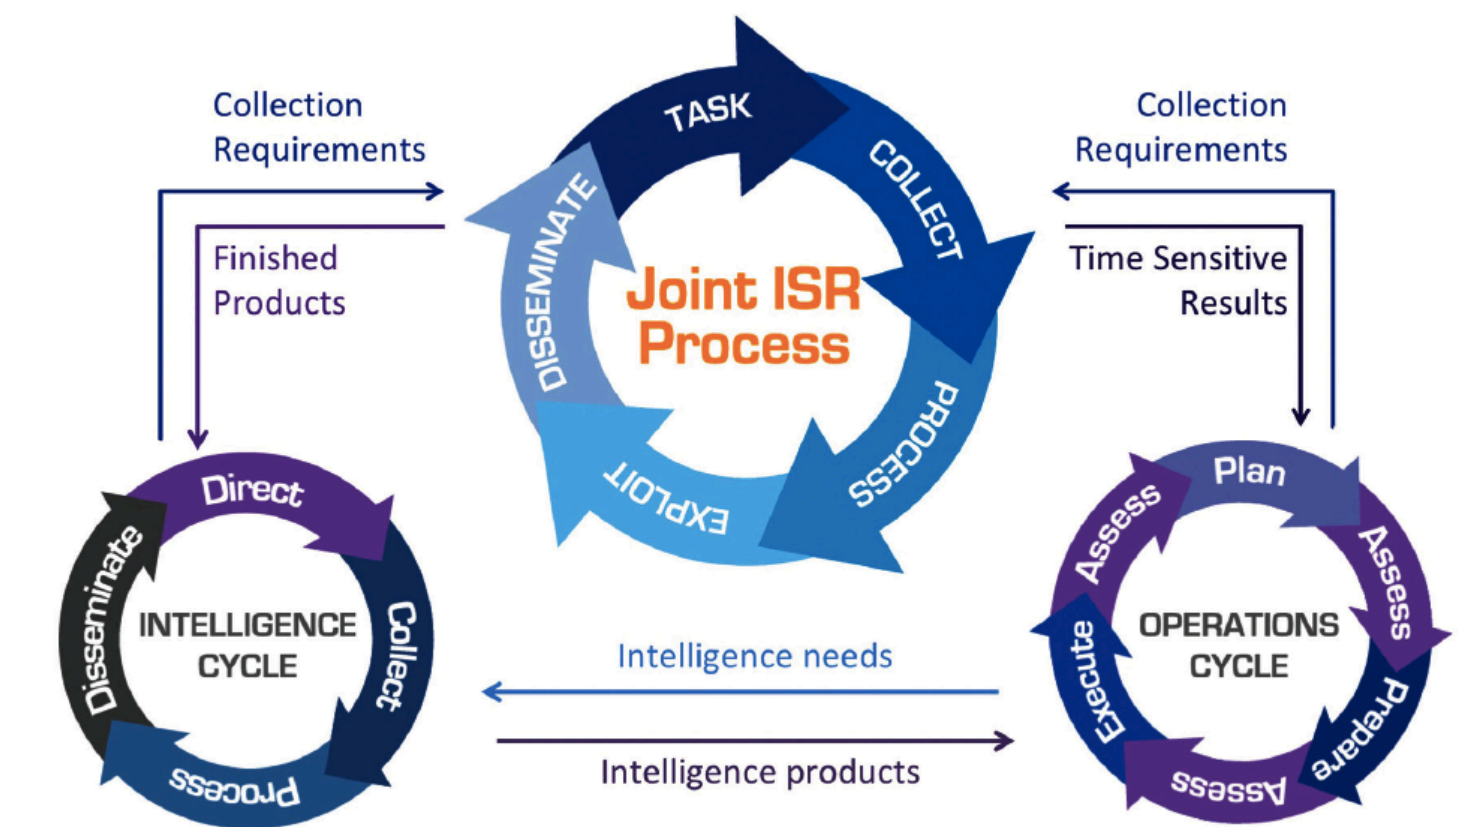 TASK
COLLECT
PROCESS
EXPLOIT
DISSEMINATE
Joint ISR
Process
Collection
Requirements
Finished
Products
Collection
Requirements
Time Sensitive
Results
Direct
Collect
Process
Disseminate
INTELLIGENCE
CYCLE
Intelligence needs
Intelligence products
Plan
Assess
Prepare
Assess
Execute
Assess
OPERATIONS
CYCLE